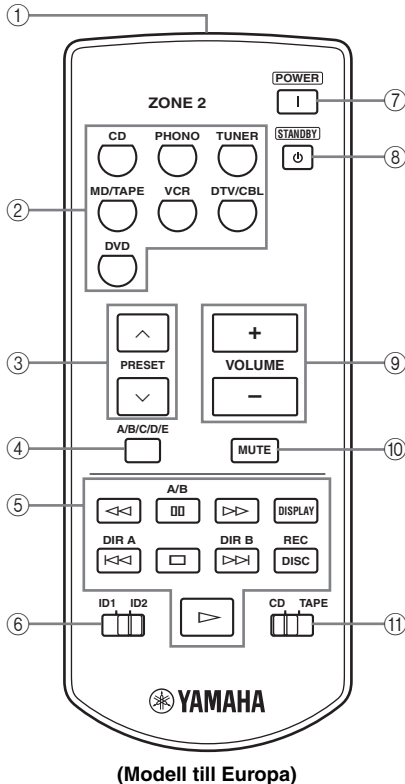 ①
POWER
ZONE 2
⑦
CD PHONO TUNER
STANDBY
⑧
②
MD/TAPE VCR DTV/CBL
DVD
③
PRESET
+
VOLUME
–
⑨
④
A/B/C/D/E
MUTE
⑩
⑤
A/B
DISPLAY
DIR A DIR B REC
DISC
⑥
ID1 ID2
CD TAPE
⑪
YAMAHA
(Modell till Europa)